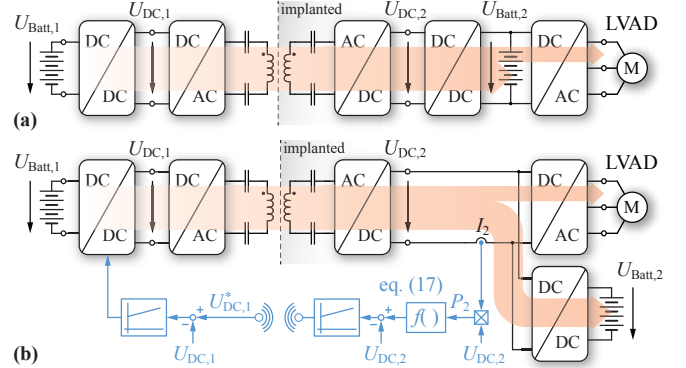 U_Batt,1 U_DC,1 implanted U_DC,2 U_Batt,2 LVAD
DC DC AC DC DC
DC AC DC DC AC M
(a)
U_Batt,1 U_DC,1 implanted U_DC,2 LVAD
DC DC AC DC
DC AC DC AC M
I_2
eq. (17) P_2 DC U_Batt,2
U*_DC,1 + + f( )
− − DC
(b) U_DC,1 U_DC,2 U_DC,2